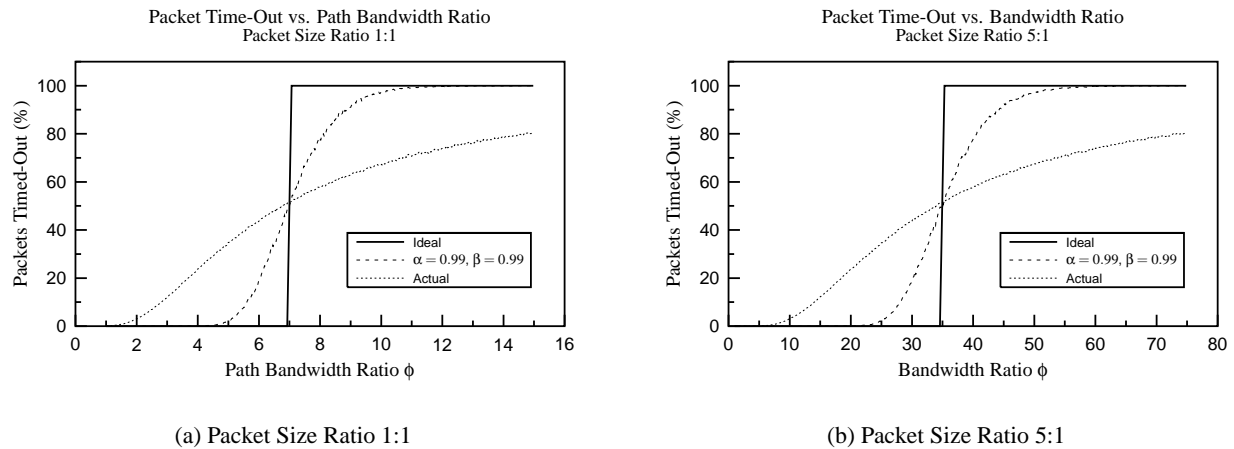 Packet Time-Out vs. Path Bandwidth Ratio
Packet Size Ratio 1:1
Packets Timed-Out (%)
100
80
60
40
20
0
Ideal
α = 0.99, β = 0.99
Actual
0 2 4 6 8 10 12 14 16
Path Bandwidth Ratio ϕ
(a) Packet Size Ratio 1:1
Packet Time-Out vs. Bandwidth Ratio
Packet Size Ratio 5:1
Packets Timed-Out (%)
100
80
60
40
20
0
Ideal
α = 0.99, β = 0.99
Actual
0 10 20 30 40 50 60 70 80
Bandwidth Ratio ϕ
(b) Packet Size Ratio 5:1